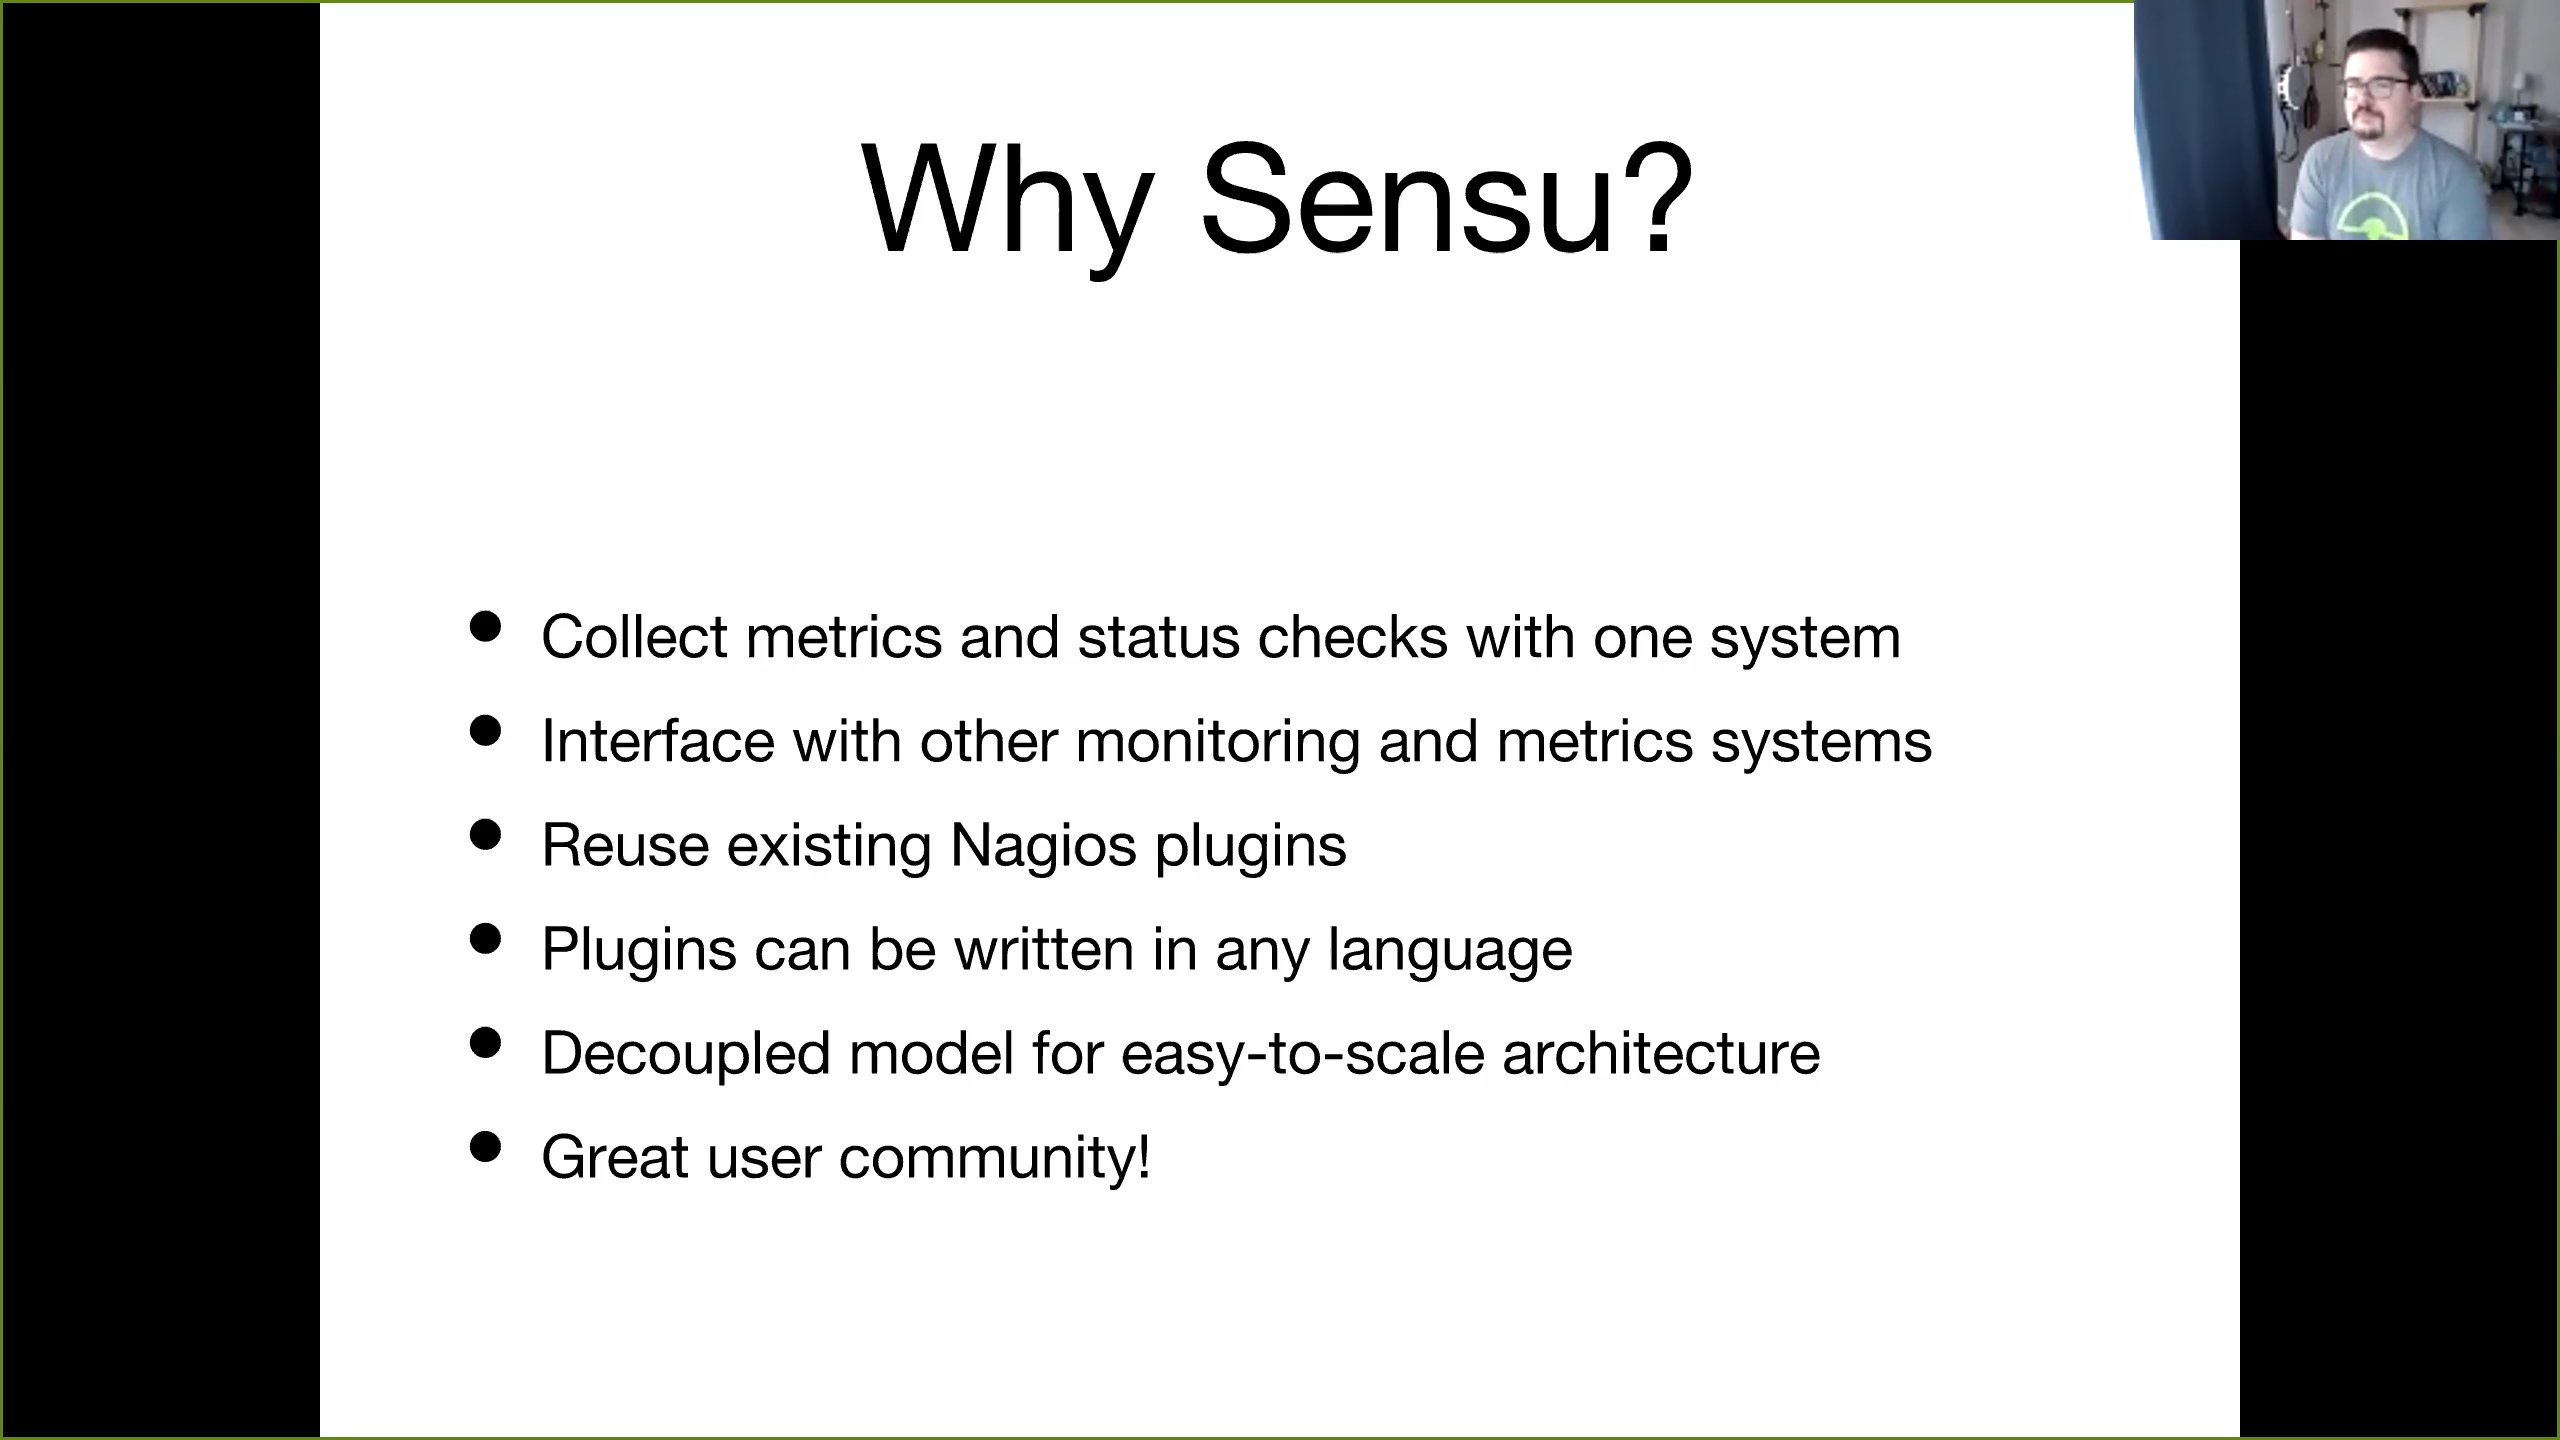 Why Sensu?
• Collect metrics and status checks with one system
• Interface with other monitoring and metrics systems
• Reuse existing Nagios plugins
• Plugins can be written in any language
• Decoupled model for easy-to-scale architecture
• Great user community!